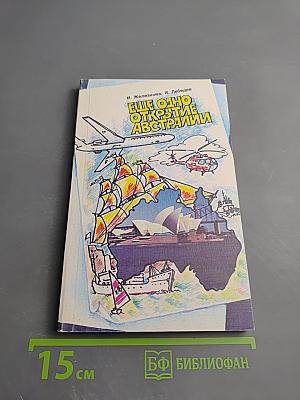 И. Железнова, И. Лебедев
ЕЩЕ ОДНО
ОТКРЫТИЕ
АВСТРАЛИИ
15 см
БФ БИБЛИОФАН